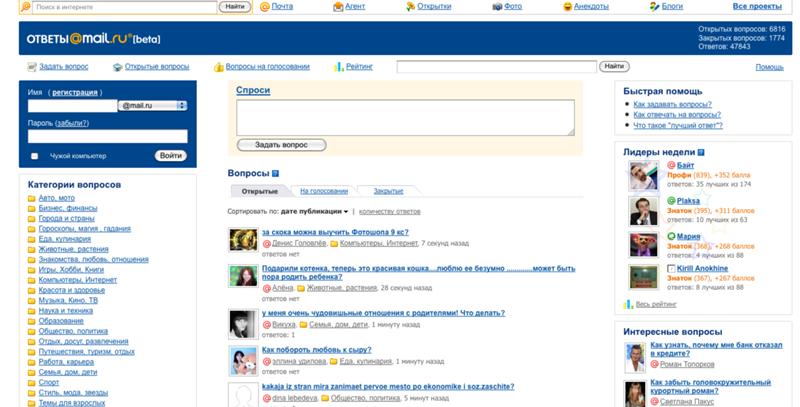 Поиск в интернете
Найти
Почта
Агент
Открытки
Фото
Анекдоты
Блоги
Все проекты
ОТВЕТЫ@mail.ru® [beta]
Открытых вопросов: 6816
Закрытых вопросов: 1774
Ответов: 47843
Задать вопрос
Открытые вопросы
Вопросы на голосовании
Рейтинг
Найти
Помощь
Имя ( регистрация )
@mail.ru
Пароль (забыли?)
Чужой компьютер
Войти
Категории вопросов
Авто, мото
Бизнес, финансы
Города и страны
Гороскопы, магия , гадания
Еда, кулинария
Животные, растения
Знакомства, любовь, отношения
Игры, Хобби, Книги
Компьютеры, Интернет
Красота и здоровье
Музыка, Кино, ТВ
Наука и техника
Образование
Общество, политика
Отдых, досуг, развлечения
Путешествия, туризм, отдых
Работа, карьера
Семья, дом, дети
Спорт
Стиль, мода, звезды
Темы для взрослых
Спроси
Задать вопрос
Вопросы ?
Открытые
На голосовании
Закрытые
Сортировать по: дате публикации | количеству ответов
за скока можна выучить Фотошопа 9 кс?
Денис Головлёв, Компьютеры, Интернет, 7 секунд назад
ответов нет
Подарили котенка, теперь это красивая кошка....люблю ее безумно .............может быть
пора родить ребенка?
Алёна, Животные, растения, 28 секунд назад
ответов нет
у меня очень чудовишьные отношения с родителями! Что делать?
Викуха, Семья, дом, дети, 1 минуту назад
ответов: 1
Как побороть любовь к сыру?
эллина удилова, Еда, кулинария, 1 минуту назад
ответов нет
kakaja iz stran mira zanimaet pervoe mesto po ekonomike i soz.zaschite?
dina lebedeva, Общество, политика, 5 минут назад
Быстрая помощь
Как задавать вопросы?
Как отвечать на вопросы?
Что такое "лучший ответ"?
Лидеры недели ?
Байт
Профи (839), +352 балла
ответов: 35 лучших из 174
Plaksa
Знаток (395), +311 баллов
ответов: 10 лучших из 63
Мария
Знаток (368), +268 баллов
ответов: 4 лучших из 88
Kirill Anokhine
Знаток (367), +267 баллов
ответов: 8 лучших из 88
Весь рейтинг
Интересные вопросы
Как узнать, почему мне банк отказал
в кредите?
Роман Топорков
Как забыть головокружительный
курортный роман?
Светлана Пакус